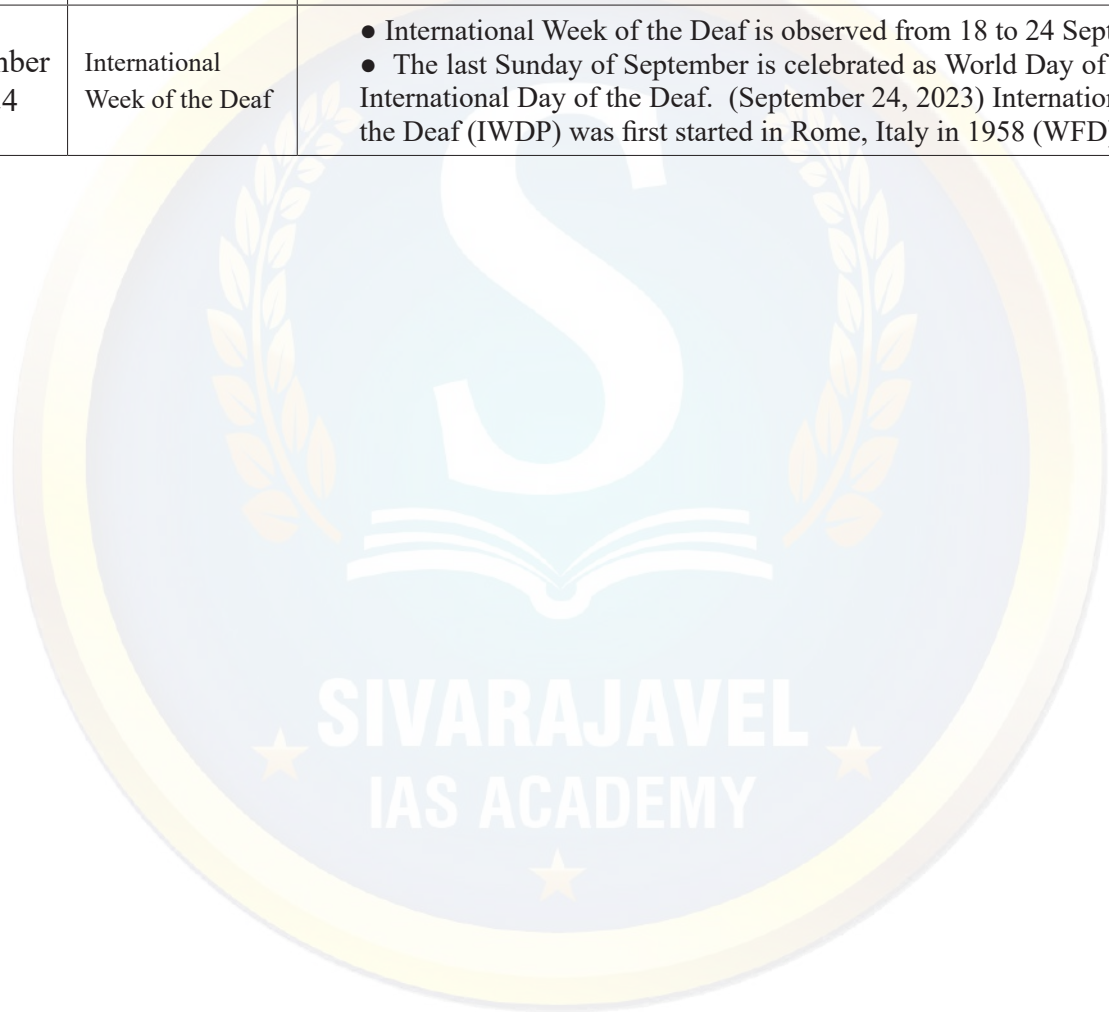 ● International Week of the Deaf is observed from 18 to 24 Sept
International
Week of the Deaf
● The last Sunday of September is celebrated as World Day of
International Day of the Deaf. (September 24, 2023) Internation
the Deaf (IWDP) was first started in Rome, Italy in 1958 (WFD)
S
SIVARAJAVEL
IAS ACADEMY